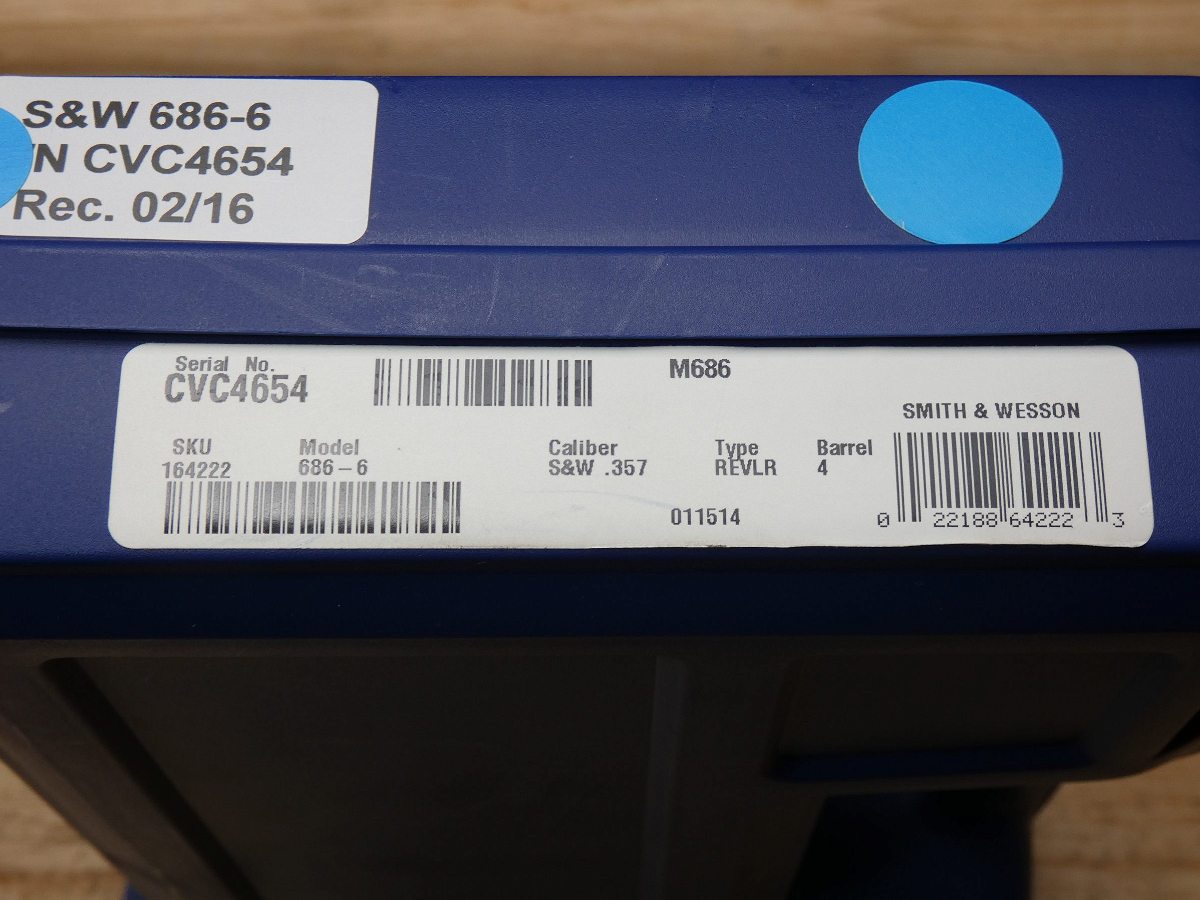 S&W 686-6
/N CVC4654
Rec. 02/16
Serial No.
CVC4654
M686
SMITH & WESSON
SKU Model Caliber Type Barrel
164222 686-6 S&W .357 REVLR 4
011514
0 22188 64222 3